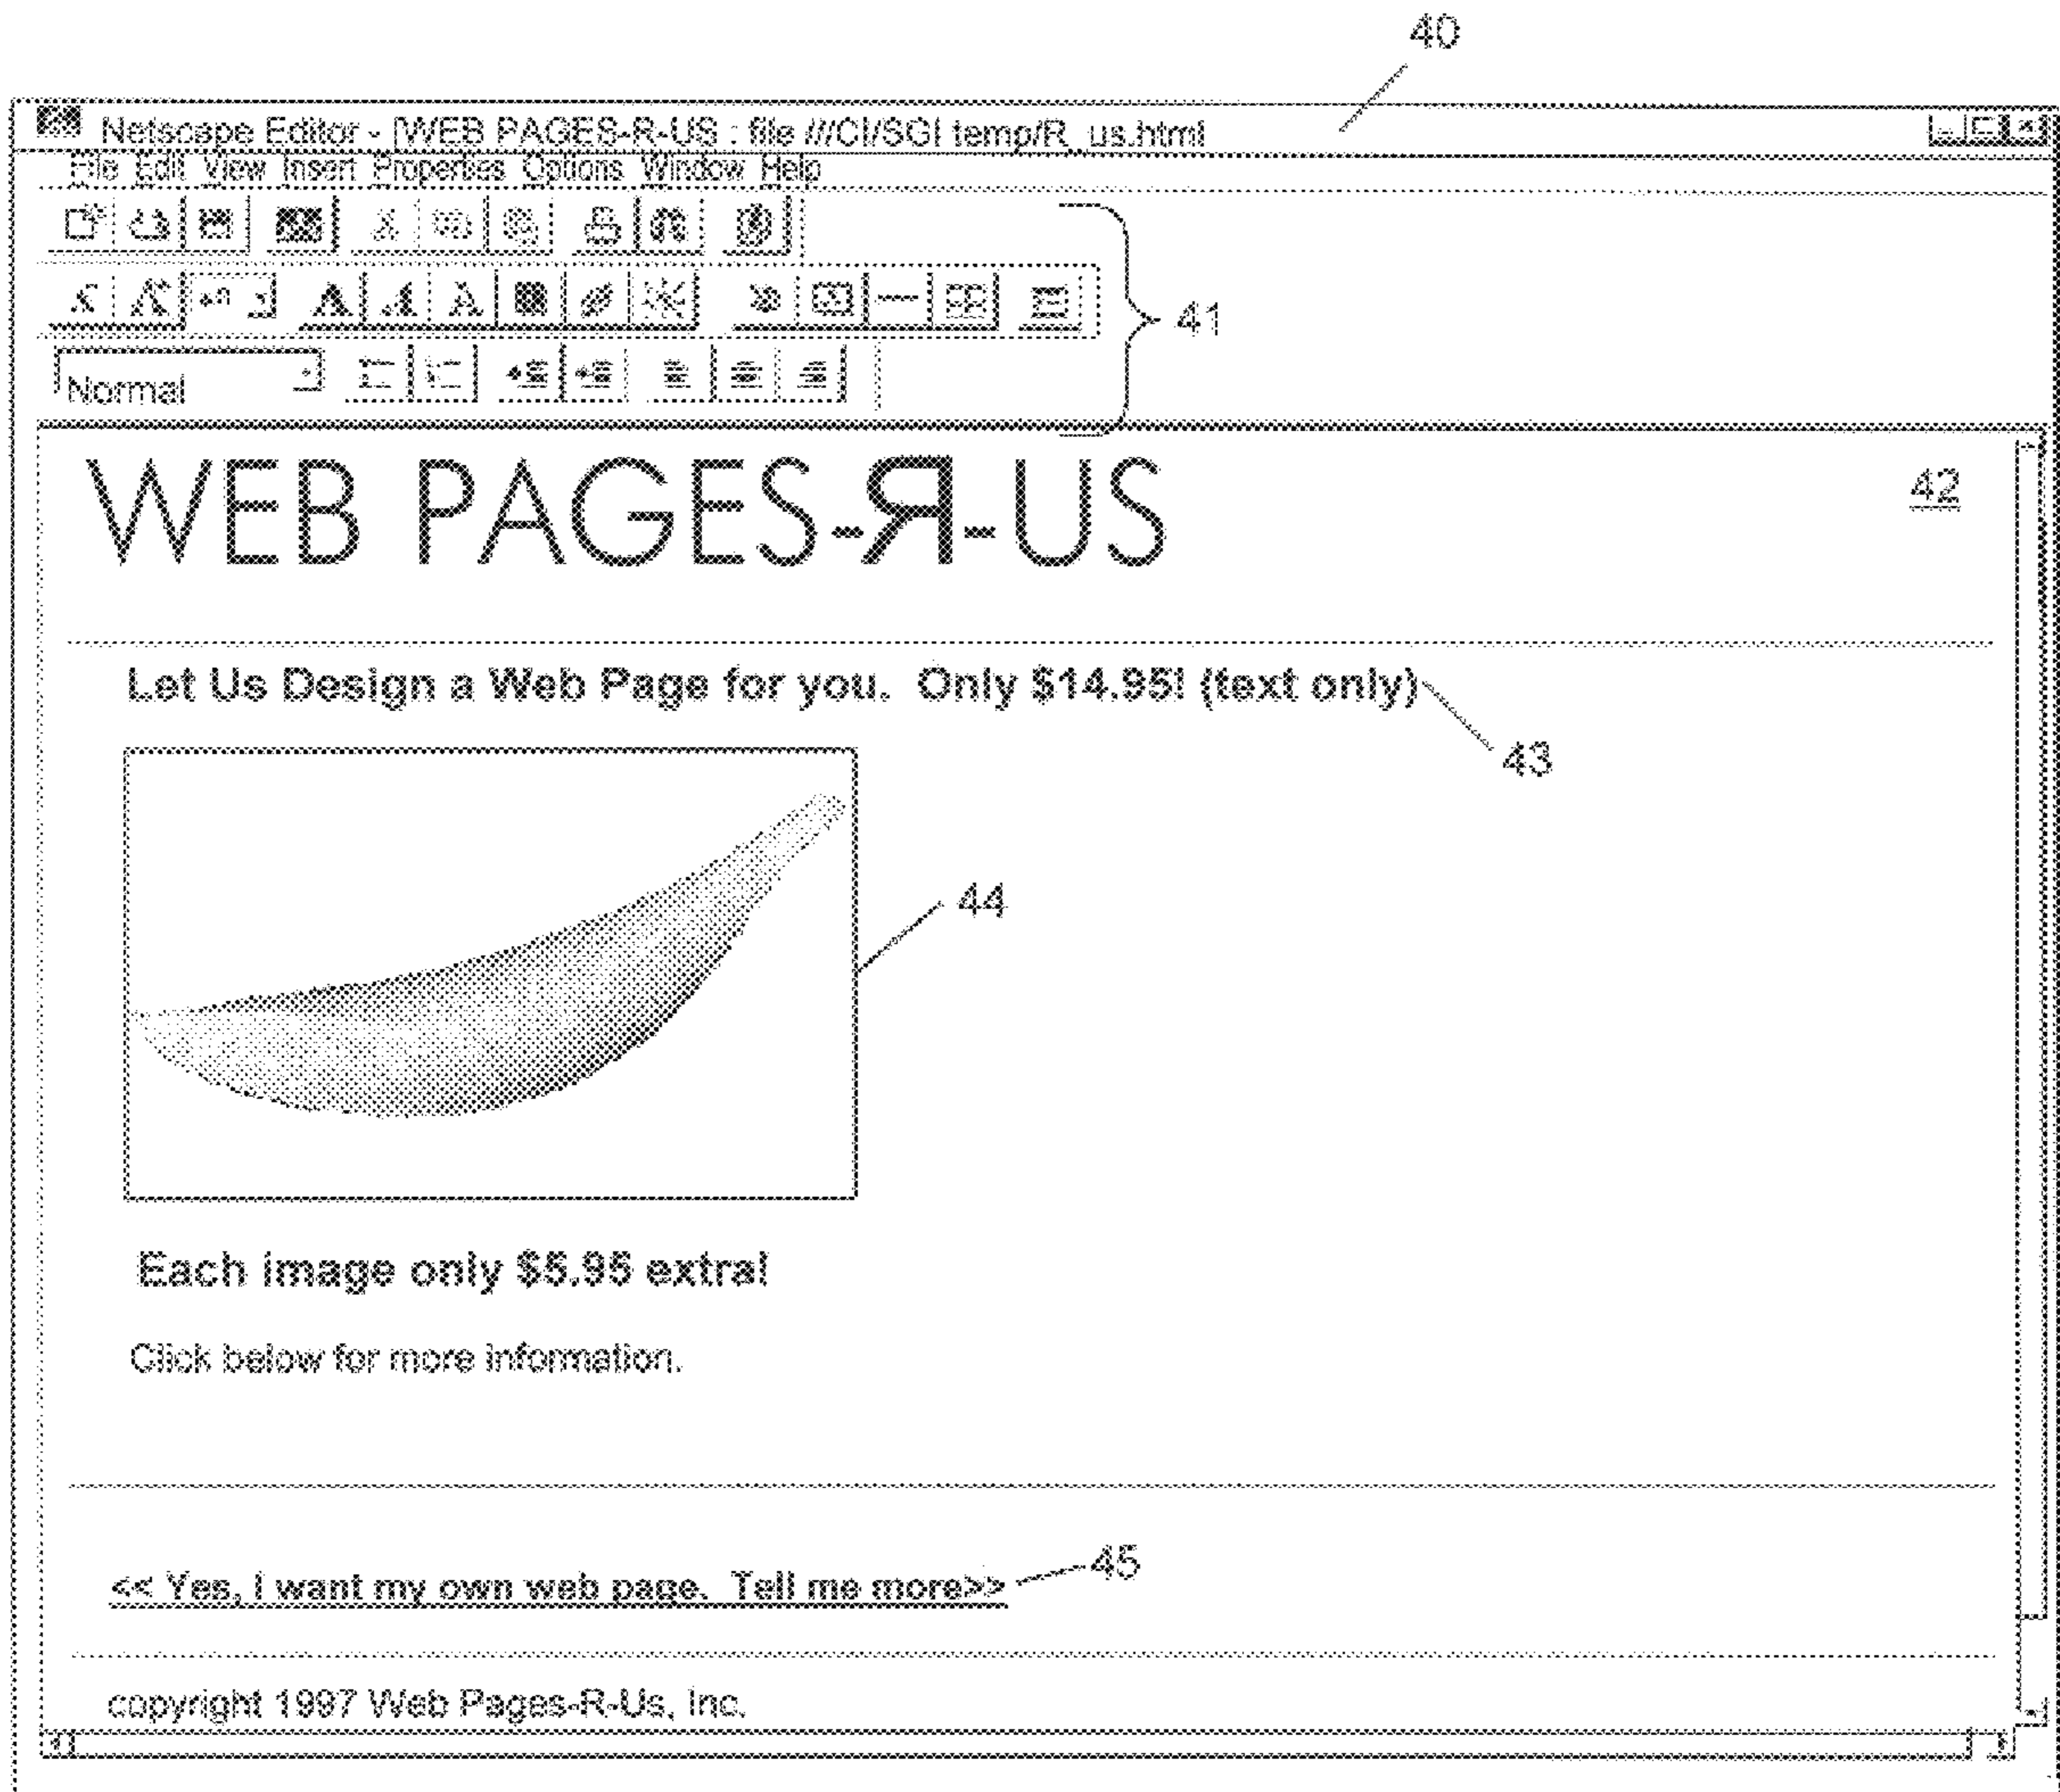 40
Netscape Editor - [WEB PAGES-R-US : file ///C|/SGI temp/R_us.html
File Edit View Insert Properties Options Window Help
41
Normal
WEB PAGES-Я-US
42
Let Us Design a Web Page for you. Only $14.95! (text only)
43
44
Each image only $5.95 extra!
Click below for more information.
<< Yes, I want my own web page. Tell me more>>
45
copyright 1997 Web Pages-R-Us, Inc.